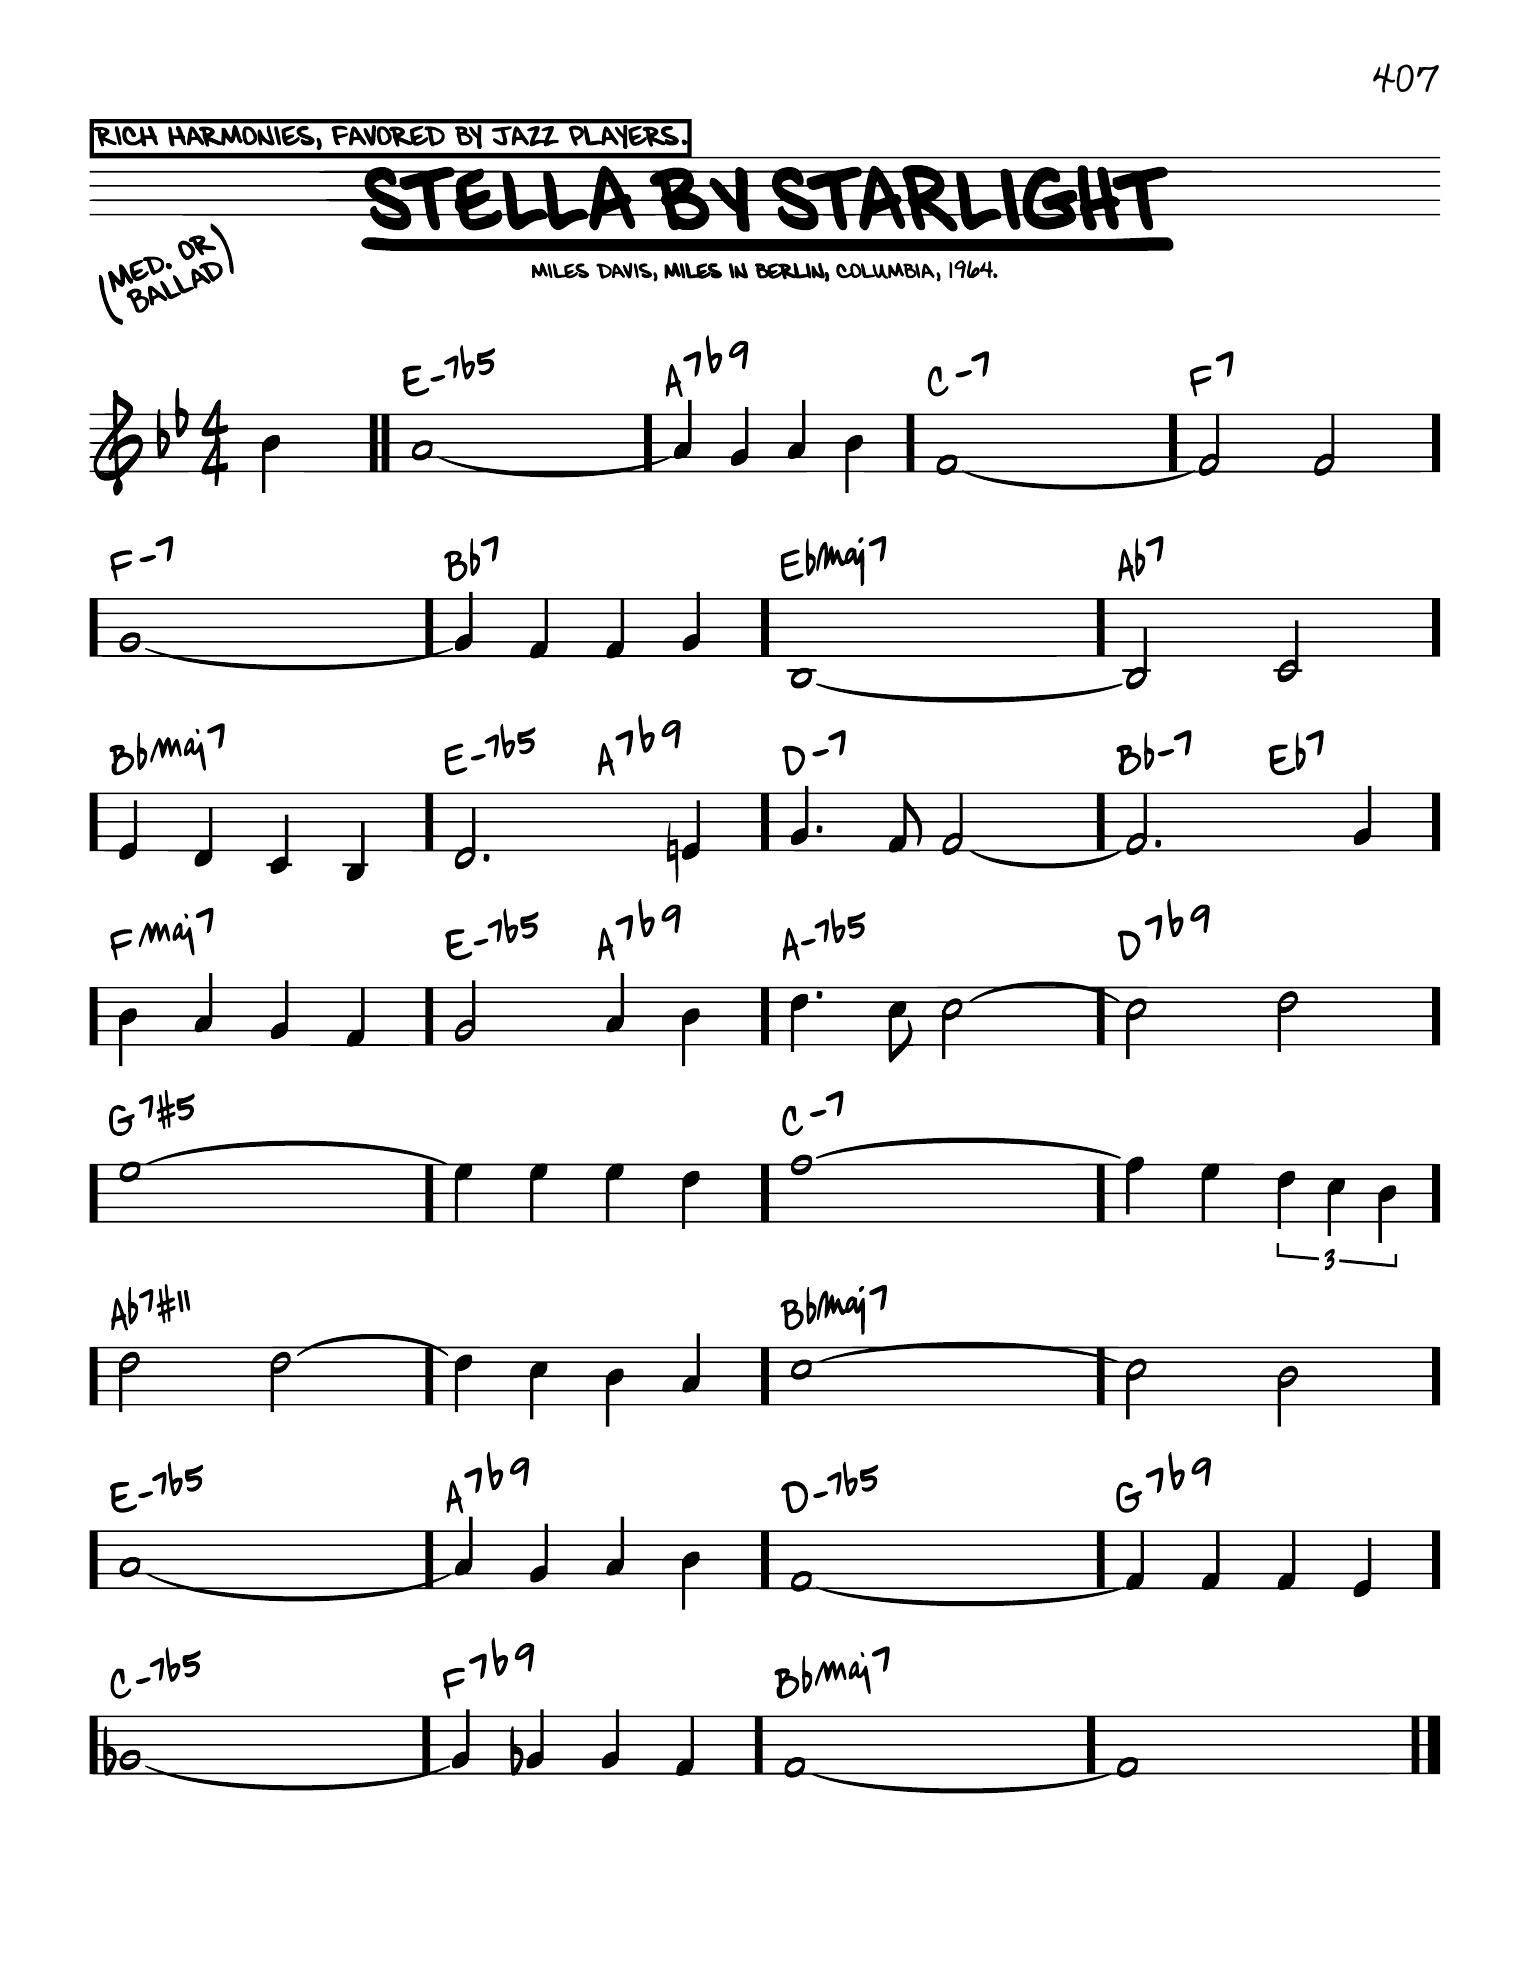 407
RICH HARMONIES, FAVORED BY JAZZ PLAYERS.
STELLA BY STARLIGHT
(MED. OR
BALLAD)
MILES DAVIS, MILES IN BERLIN, COLUMBIA, 1964.
E-7b5 A7b9 C-7 F7
4
4
F-7 Bb7 Ebmaj7 Ab7
Bbmaj7 E-7b5 A7b9 D-7 Bb-7 Eb7
Fmaj7 E-7b5 A7b9 A-7b5 D7b9
G7#5 C-7
3
Ab7#11 Bbmaj7
E-7b5 A7b9 D-7b5 G7b9
C-7b5 F7b9 Bbmaj7